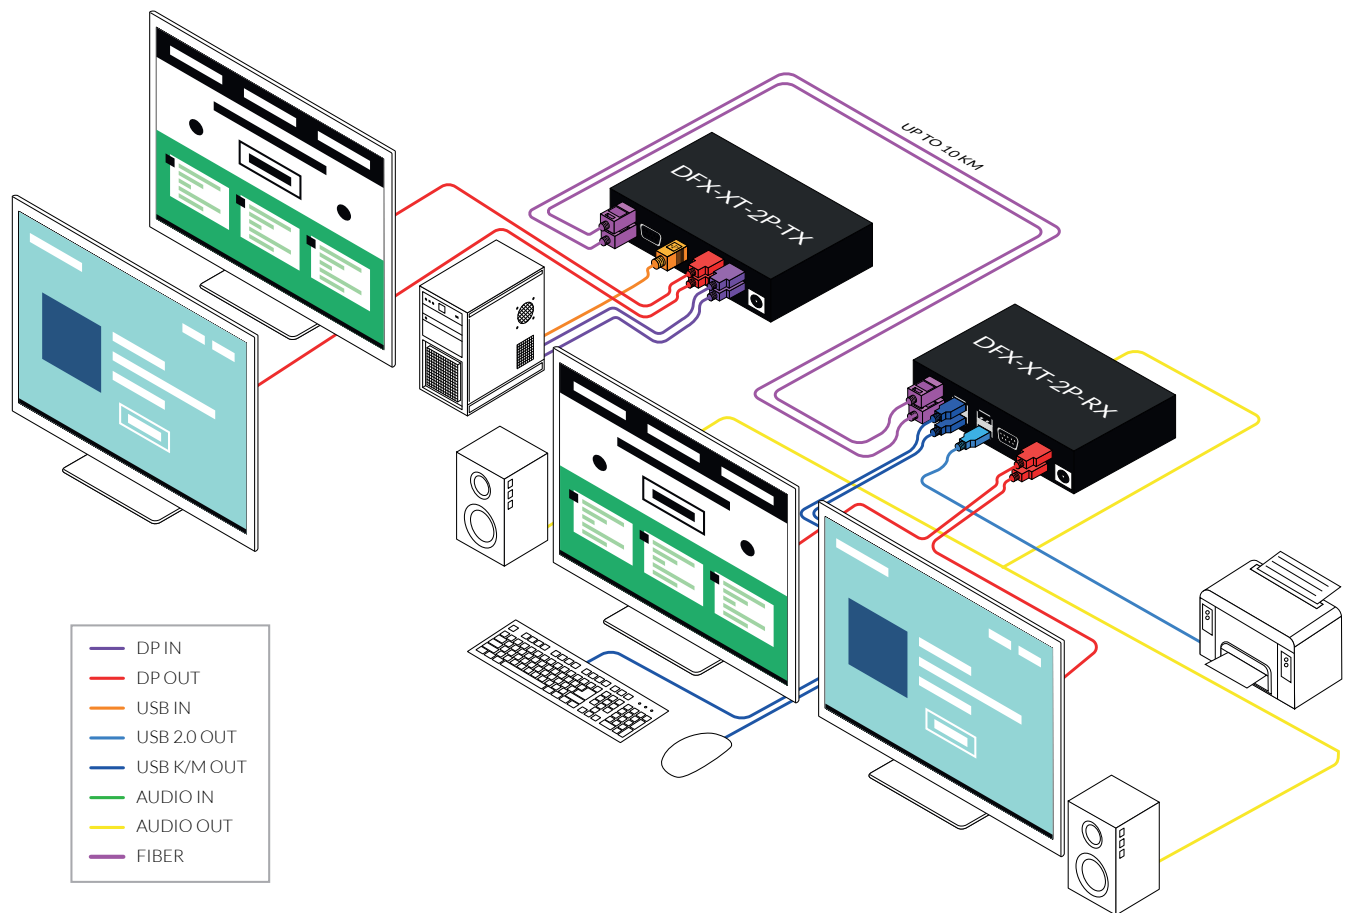 UP TO 10 KM
DFX-XT-2P-TX
DFX-XT-2P-RX
DP IN
DP OUT
USB IN
USB 2.0 OUT
USB K/M OUT
AUDIO IN
AUDIO OUT
FIBER